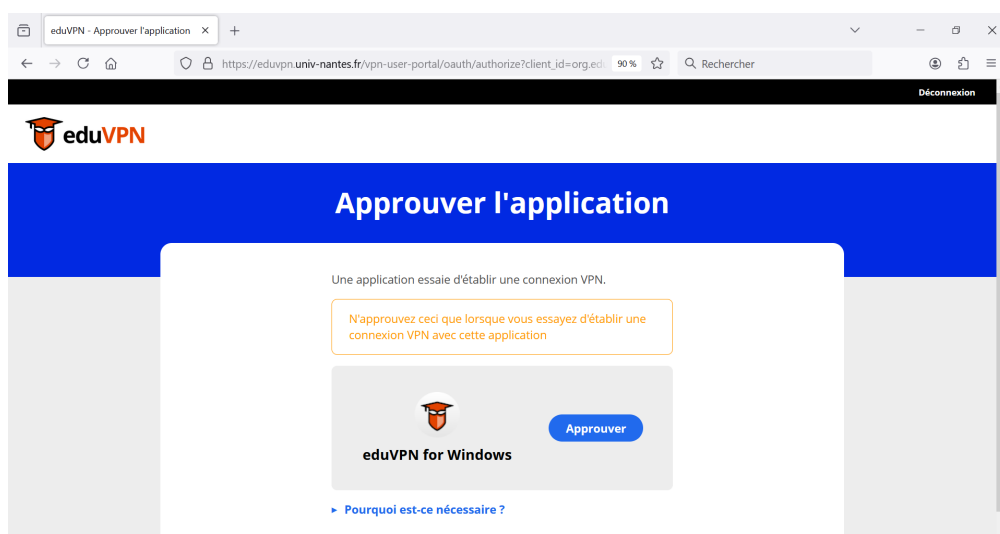 eduVPN - Approuver l'application
https://eduvpn.univ-nantes.fr/vpn-user-portal/oauth/authorize?client_id=org.ed
90 %
Rechercher
Déconnexion
eduVPN
Approuver l'application
Une application essaie d'établir une connexion VPN.
N'approuvez ceci que lorsque vous essayez d'établir une
connexion VPN avec cette application
Approuver
eduVPN for Windows
► Pourquoi est-ce nécessaire ?